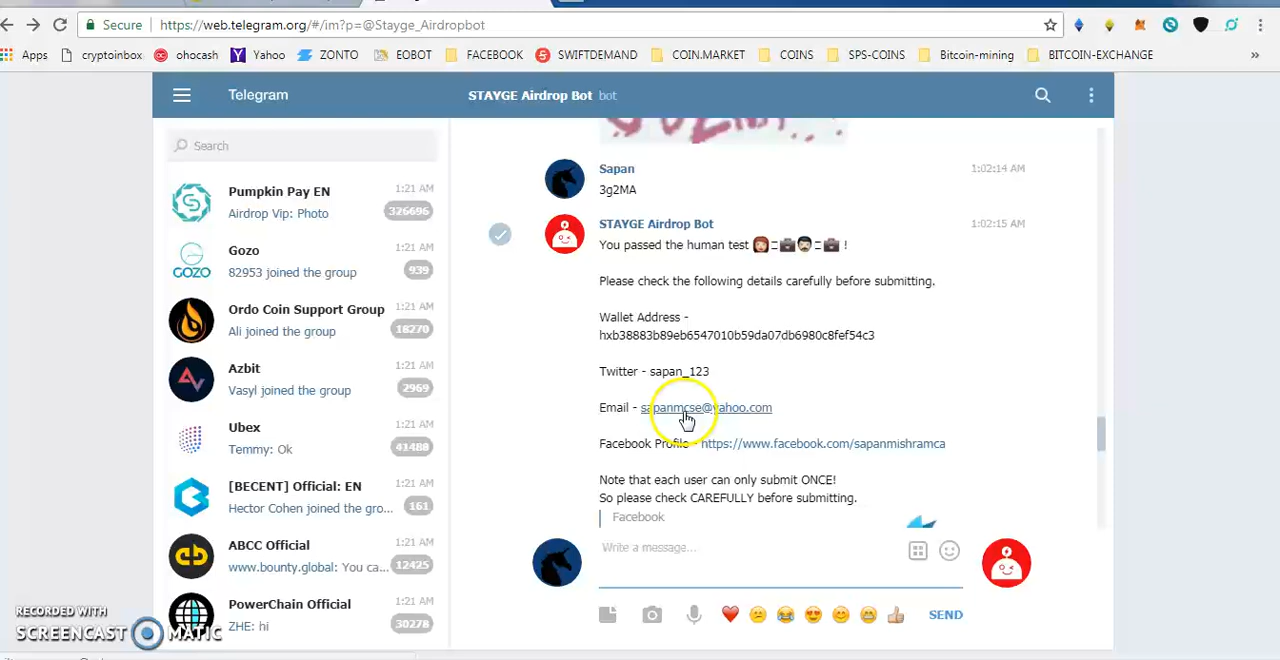 Secure https://web.telegram.org/#/im?p=@Stayge_Airdropbot
Apps cryptoinbox ohocash Yahoo ZONTO EOBOT FACEBOOK SWIFTDEMAND COIN.MARKET COINS SPS-COINS Bitcoin-mining BITCOIN-EXCHANGE »
Telegram
STAYGE Airdrop Bot bot
Search
Pumpkin Pay EN 1:21 AM
Airdrop Vip: Photo 326696
Gozo 1:21 AM
82953 joined the group 939
GOZO
Ordo Coin Support Group 1:21 AM
Ali joined the group 18270
Azbit 1:21 AM
Vasyl joined the group 2969
Ubex 1:21 AM
Temmy: Ok 41488
[BECENT] Official: EN 1:21 AM
Hector Cohen joined the gro... 161
ABCC Official 1:21 AM
www.bounty.global: You ca... 12425
PowerChain Official 1:21 AM
ZHE: hi 30278
Sapan 1:02:14 AM
3g2MA
STAYGE Airdrop Bot 1:02:15 AM
You passed the human test !
Please check the following details carefully before submitting.
Wallet Address -
hxb38883b89eb6547010b59da07db6980c8fef54c3
Twitter - sapan_123
Email - sapanmcse@yahoo.com
Facebook Profile - https://www.facebook.com/sapanmishramca
Note that each user can only submit ONCE!
So please check CAREFULLY before submitting.
Facebook
Write a message...
SEND
RECORDED WITH
SCREENCAST MATIC